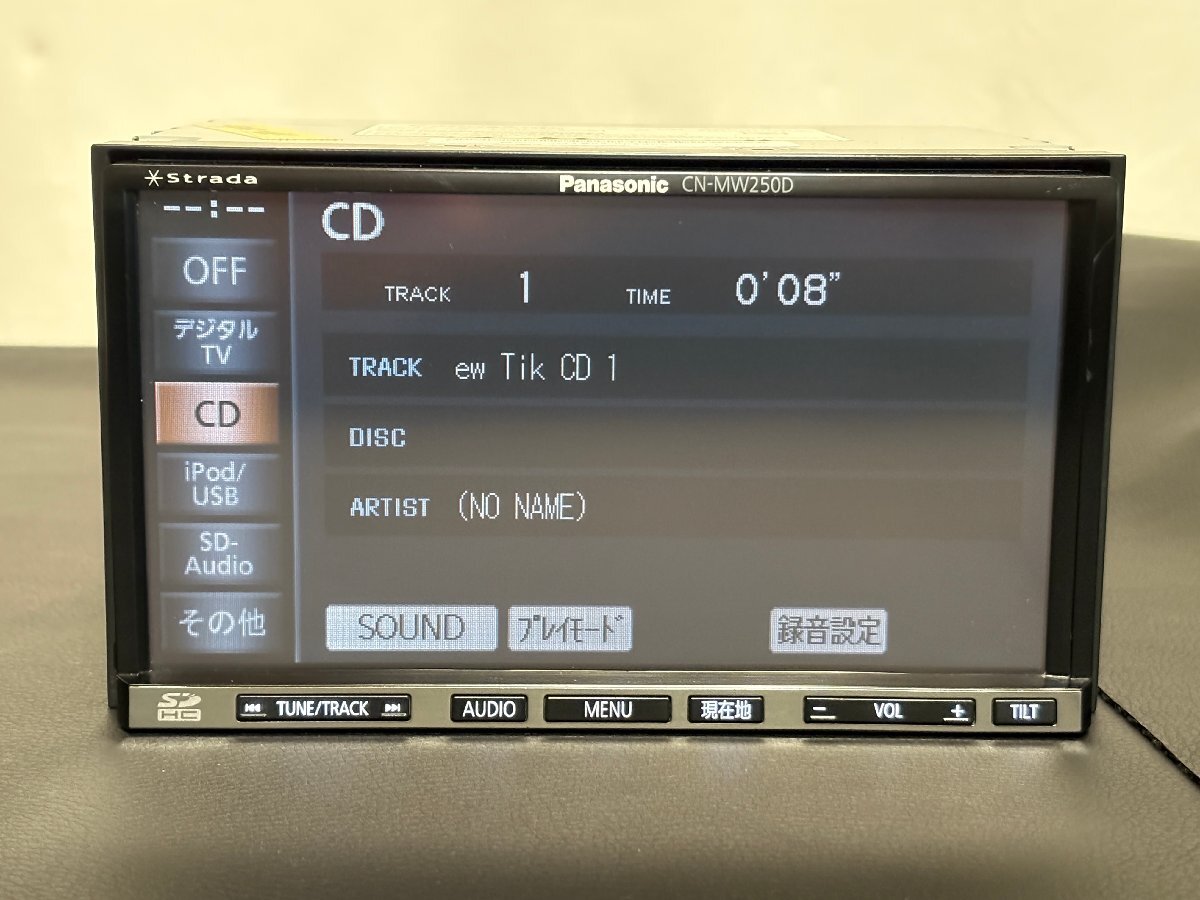 Strada
Panasonic CN-MW250D
--:--
CD
OFF
TRACK 1 TIME 0'08"
デジタル
TV
TRACK ew Tik CD 1
CD
DISC
iPod/
USB
ARTIST (NO NAME)
SD-
Audio
その他
SOUND プレイモード 録音設定
SD
HC
TUNE/TRACK AUDIO MENU 現在地 − VOL + TILT